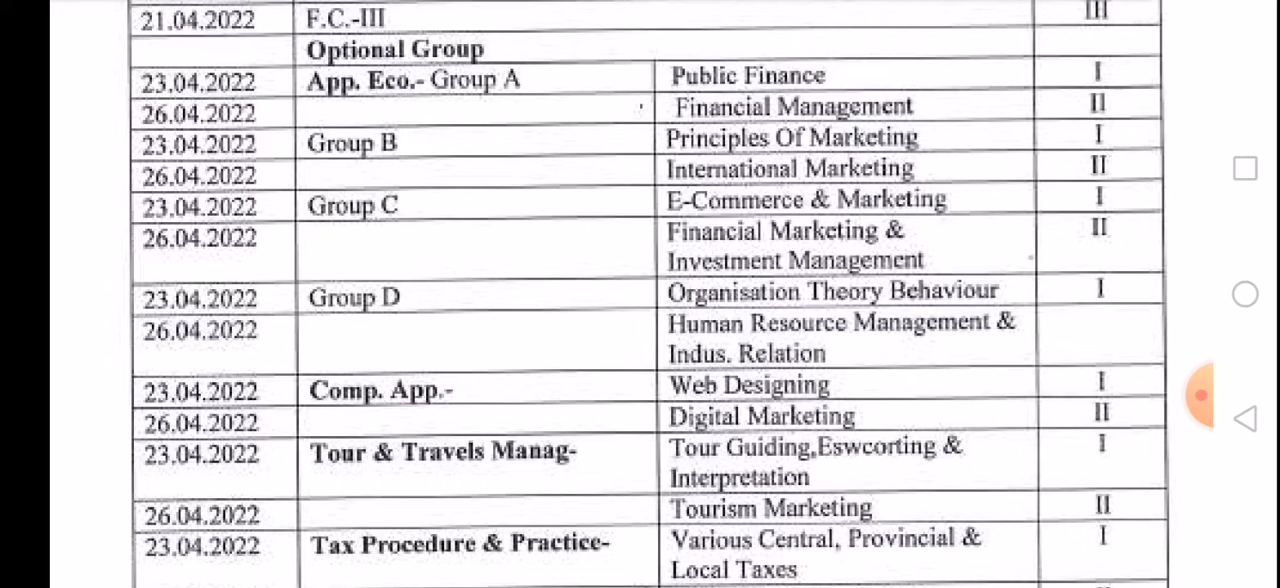 21.04.2022 F.C.-III III
Optional Group
23.04.2022 App. Eco.- Group A Public Finance I
26.04.2022 Financial Management II
23.04.2022 Group B Principles Of Marketing I
26.04.2022 International Marketing II
23.04.2022 Group C E-Commerce & Marketing I
26.04.2022 Financial Marketing & II
Investment Management
23.04.2022 Group D Organisation Theory Behaviour I
26.04.2022 Human Resource Management &
Indus. Relation
23.04.2022 Comp. App.- Web Designing I
26.04.2022 Digital Marketing II
23.04.2022 Tour & Travels Manag- Tour Guiding,Eswcorting & I
Interpretation
26.04.2022 Tourism Marketing II
23.04.2022 Tax Procedure & Practice- Various Central, Provincial & I
Local Taxes